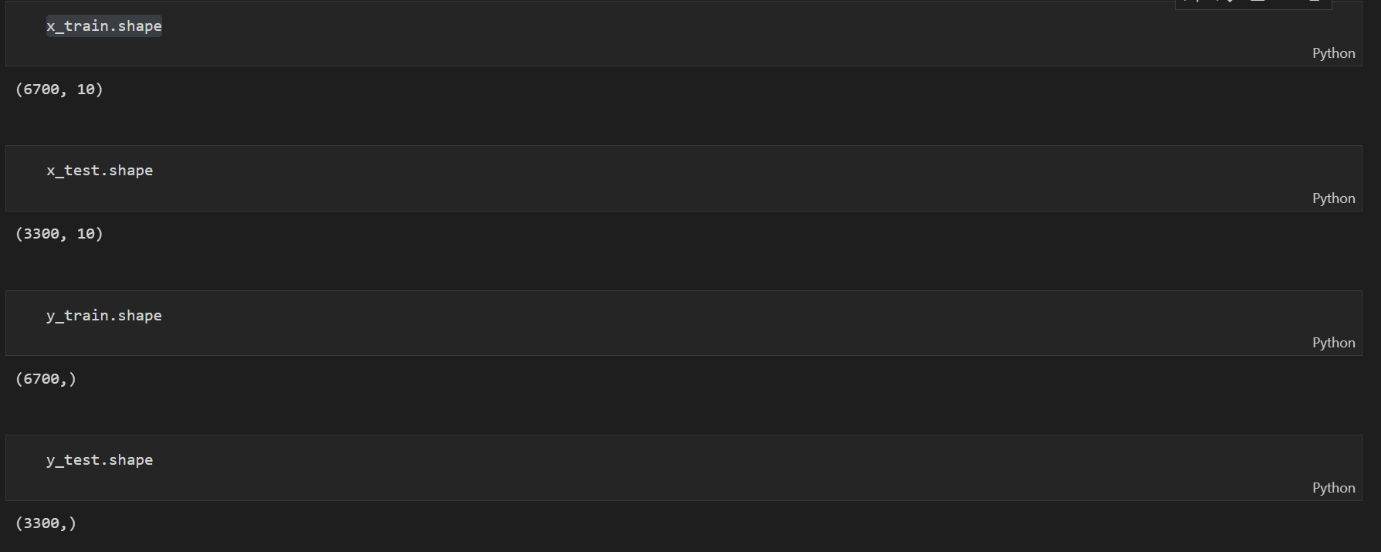 x_train.shape
Python
(6700, 10)
x_test.shape
Python
(3300, 10)
y_train.shape
Python
(6700,)
y_test.shape
Python
(3300,)